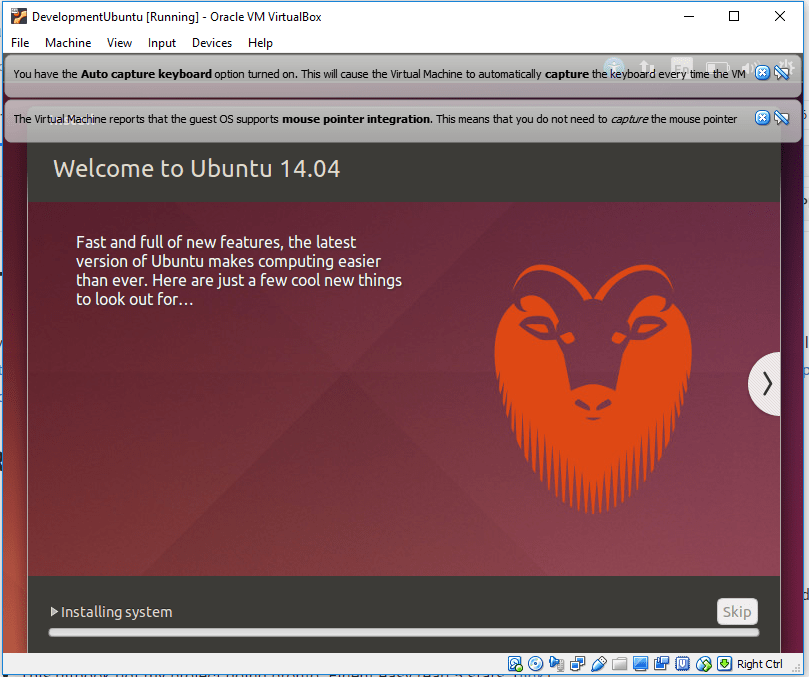 DevelopmentUbuntu [Running] - Oracle VM VirtualBox
File Machine View Input Devices Help
You have the Auto capture keyboard option turned on. This will cause the Virtual Machine to automatically capture the keyboard every time the VM
The Virtual Machine reports that the guest OS supports mouse pointer integration. This means that you do not need to capture the mouse pointer
Welcome to Ubuntu 14.04
Fast and full of new features, the latest
version of Ubuntu makes computing easier
than ever. Here are just a few cool new things
to look out for…
Installing system
Skip
Right Ctrl